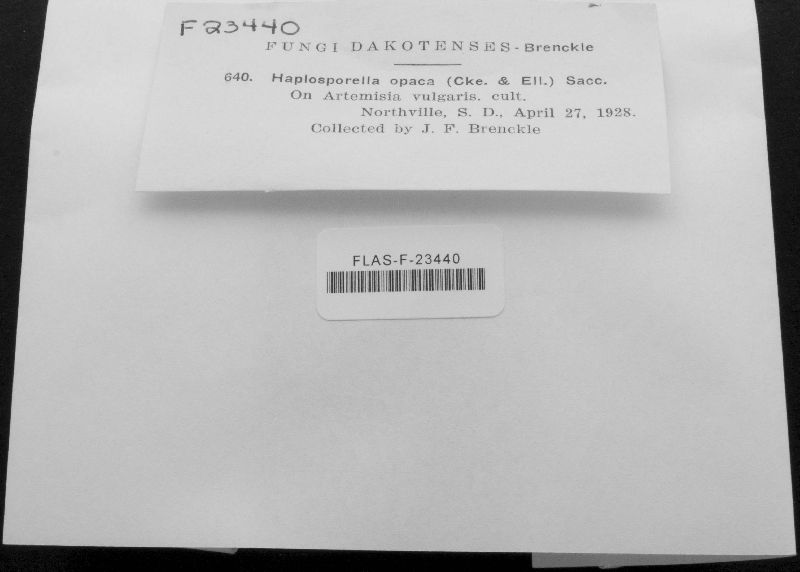 F23440
FUNGI DAKOTENSES - Brenckle
640. Haplosporella opaca (Cke. & Ell.) Sacc.
On Artemisia vulgaris. cult.
Northville, S. D., April 27, 1928.
Collected by J. F. Brenckle
FLAS-F-23440